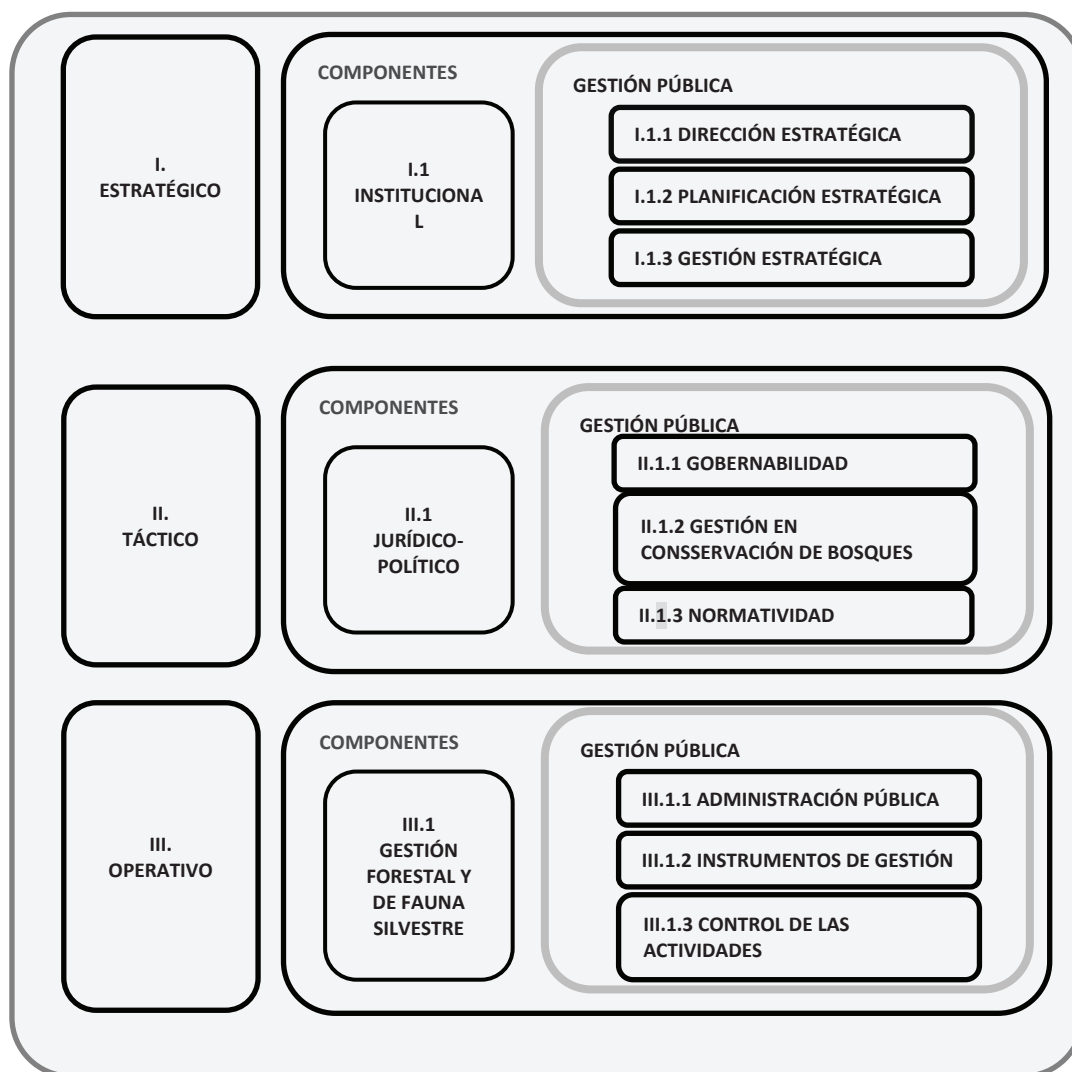 I.
ESTRATÉGICO
COMPONENTES
I.1
INSTITUCIONA
L
GESTIÓN PÚBLICA
I.1.1 DIRECCIÓN ESTRATÉGICA
I.1.2 PLANIFICACIÓN ESTRATÉGICA
I.1.3 GESTIÓN ESTRATÉGICA
II.
TÁCTICO
COMPONENTES
II.1
JURÍDICO-
POLÍTICO
GESTIÓN PÚBLICA
II.1.1 GOBERNABILIDAD
II.1.2 GESTIÓN EN
CONSSERVACIÓN DE BOSQUES
II.1.3 NORMATIVIDAD
III.
OPERATIVO
COMPONENTES
III.1
GESTIÓN
FORESTAL Y
DE FAUNA
SILVESTRE
GESTIÓN PÚBLICA
III.1.1 ADMINISTRACIÓN PÚBLICA
III.1.2 INSTRUMENTOS DE GESTIÓN
III.1.3 CONTROL DE LAS
ACTIVIDADES